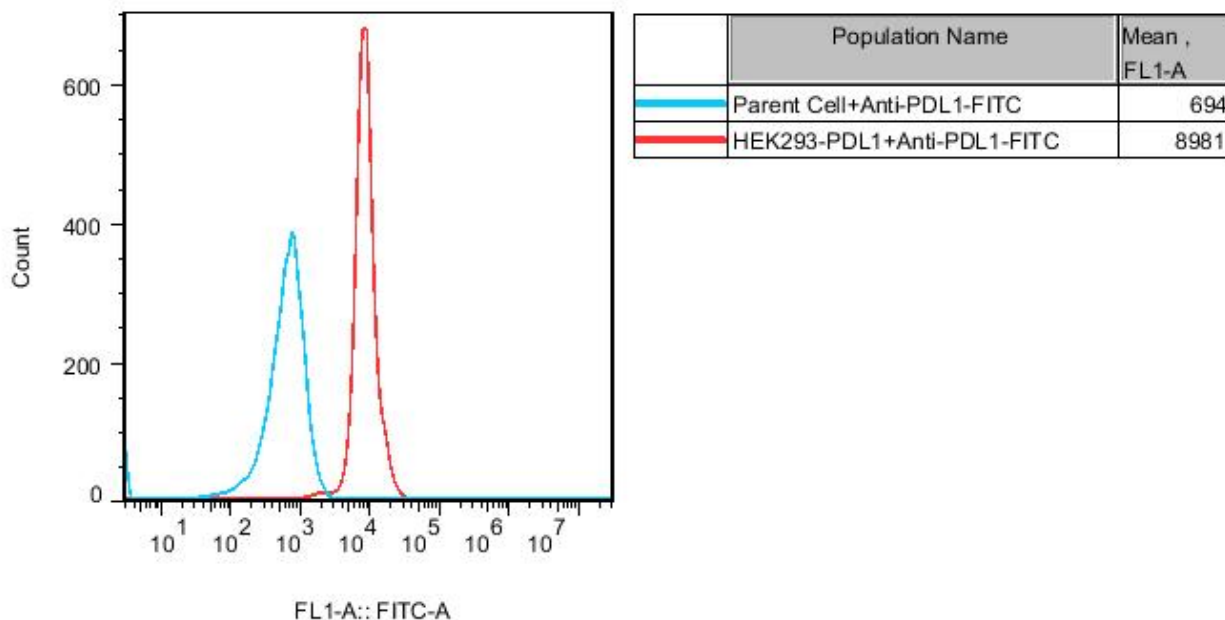 600
400
200
0
Count
10 1 10 2 10 3 10 4 10 5 10 6 10 7
FL1-A:: FITC-A
Population Name Mean , FL1-A
Parent Cell+Anti-PDL1-FITC 694
HEK293-PDL1+Anti-PDL1-FITC 8981